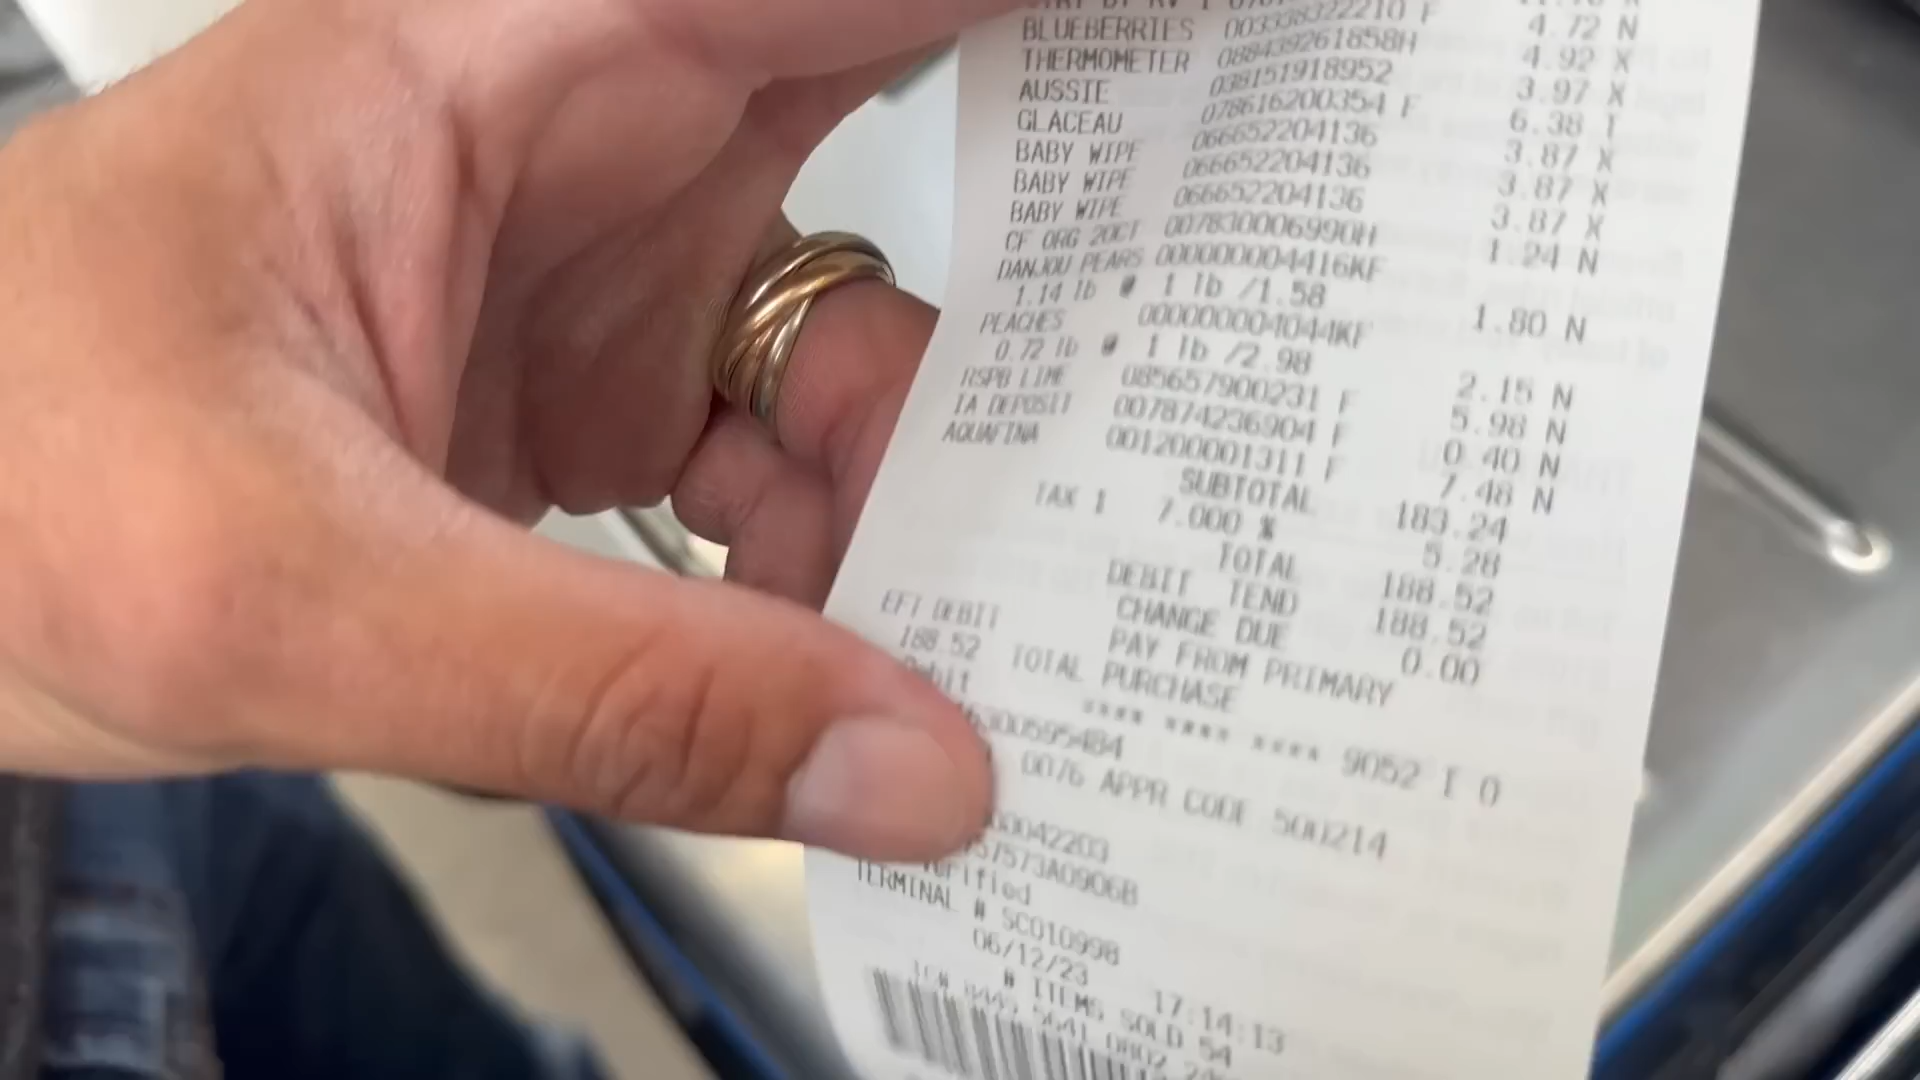 BLUEBERRIES 003338322210 F 4.72 N
THERMOMETER 088439261858H 4.92 X
AUSSIE 038151918952 3.97 X
GLACEAU 078616200354 F 6.38 I
BABY WIPE 066652204136 3.87 X
BABY WIPE 066652204136 3.87 X
BABY WIPE 066652204136 3.87 X
CF ORG 20CT 007830006990H 1.24 N
DANJOU PEARS 000000004416KF
1.14 lb @ 1 lb /1.58 1.80 N
PEACHES 000000004044KF
0.72 lb @ 1 lb /2.98 2.15 N
RSPB LIME 085657900231 F 5.98 N
IA DEPOSIT 007874236904 F 0.40 N
AQUAFINA 001200001311 F 7.48 N
SUBTOTAL 183.24
TAX 1 7.000 % 5.28
TOTAL 188.52
DEBIT TEND 188.52
CHANGE DUE 0.00
EFT DEBIT PAY FROM PRIMARY
188.52 TOTAL PURCHASE
**** **** **** 9052 I 0
0076 APPR CODE 500214
TERMINAL # SC010998
06/12/23 17:14:13
# ITEMS SOLD 54